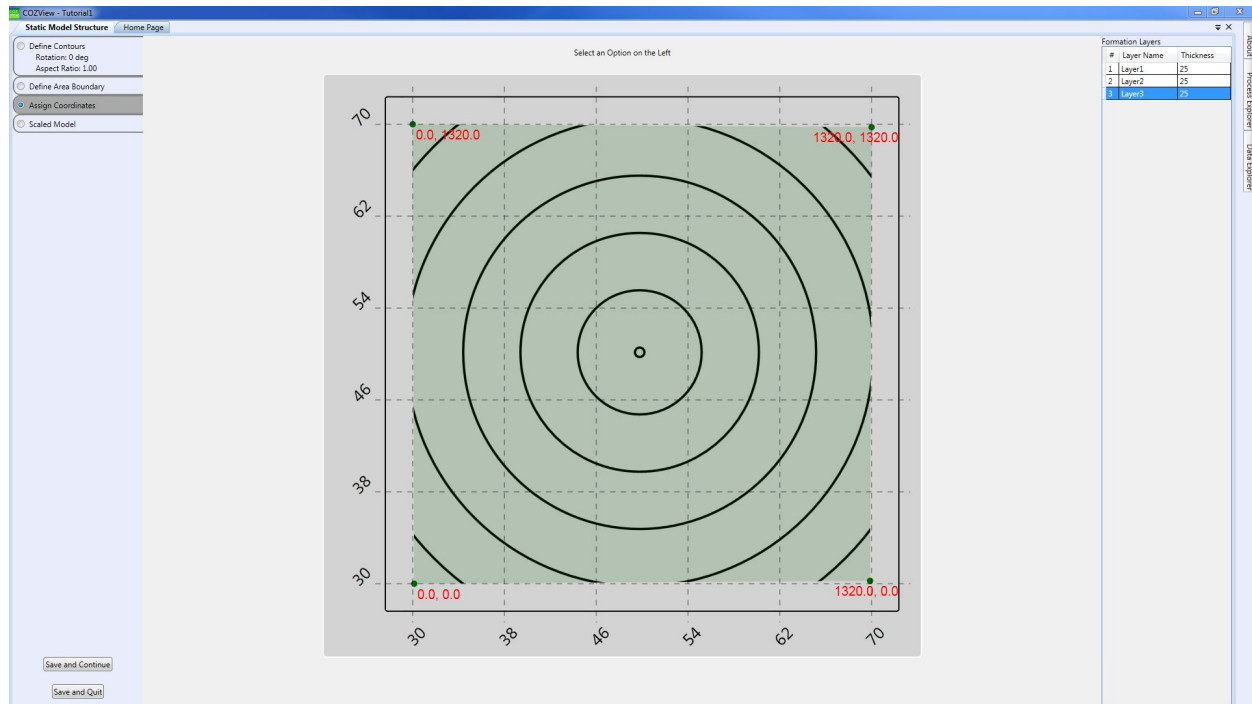 COZView - Tutorial1
Static Model Structure
Home Page
Define Contours
Rotation: 0 deg
Aspect Ratio: 1.00
Define Area Boundary
Assign Coordinates
Scaled Model
Save and Continue
Save and Quit
Select an Option on the Left
70
62
54
46
38
30
0.0, 1320.0
1320.0, 1320.0
0.0, 0.0
1320.0, 0.0
30
38
46
54
62
70
Formation Layers
# Layer Name Thickness
1 Layer1 25
2 Layer2 25
3 Layer3 25
About
Process Explorer
Data Explorer